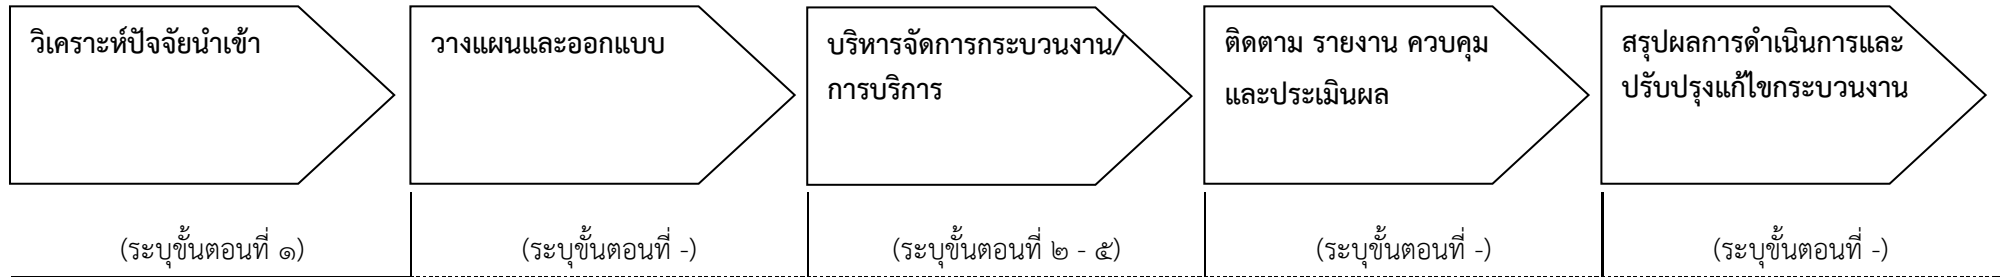 วิเคราะห์ปัจจัยนำเข้า
วางแผนและออกแบบ
บริหารจัดการกระบวนงาน/
การบริการ
ติดตาม รายงาน ควบคุม
และประเมินผล
สรุปผลการดำเนินการและ
ปรับปรุงแก้ไขกระบวนงาน
(ระบุขั้นตอนที่ ๑)
(ระบุขั้นตอนที่ -)
(ระบุขั้นตอนที่ ๒ - ๕)
(ระบุขั้นตอนที่ -)
(ระบุขั้นตอนที่ -)